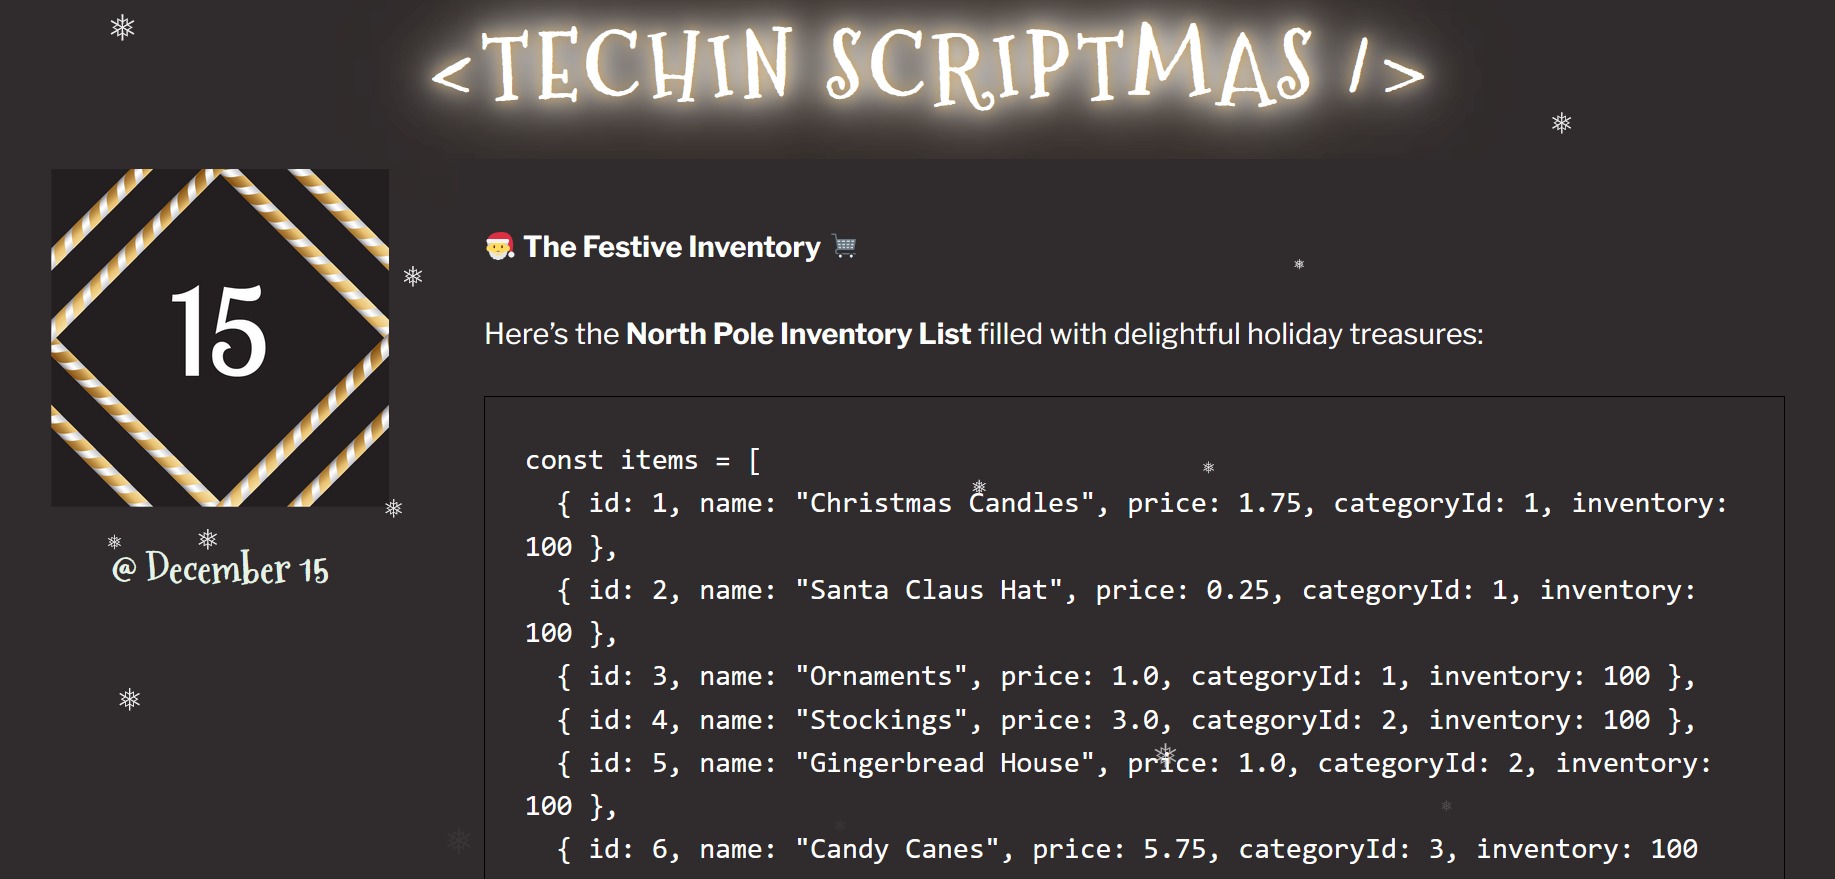 <TECHIN SCRIPTMAS />
15
@ December 15
The Festive Inventory
Here’s the North Pole Inventory List filled with delightful holiday treasures:
const items = [
{ id: 1, name: "Christmas Candles", price: 1.75, categoryId: 1, inventory:
100 },
{ id: 2, name: "Santa Claus Hat", price: 0.25, categoryId: 1, inventory:
100 },
{ id: 3, name: "Ornaments", price: 1.0, categoryId: 1, inventory: 100 },
{ id: 4, name: "Stockings", price: 3.0, categoryId: 2, inventory: 100 },
{ id: 5, name: "Gingerbread House", price: 1.0, categoryId: 2, inventory:
100 },
{ id: 6, name: "Candy Canes", price: 5.75, categoryId: 3, inventory: 100